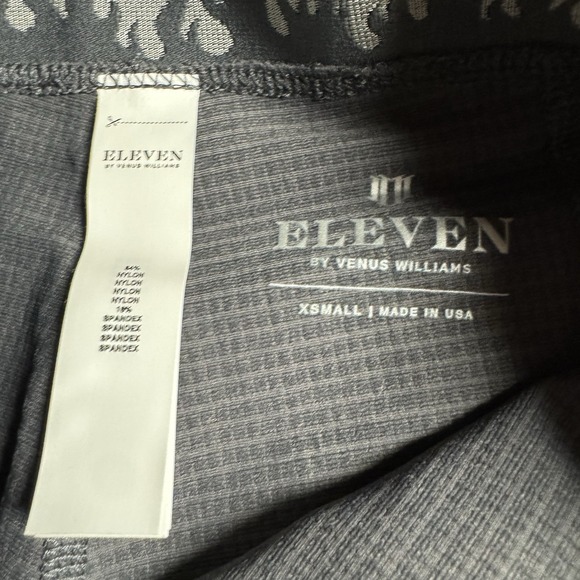 ELEVEN
BY VENUS WILLIAMS
84%
NYLON
NYLON
NYLON
16%
SPANDEX
SPANDEX
SPANDEX
SPANDEX
ELEVEN
BY VENUS WILLIAMS
XSMALL | MADE IN USA